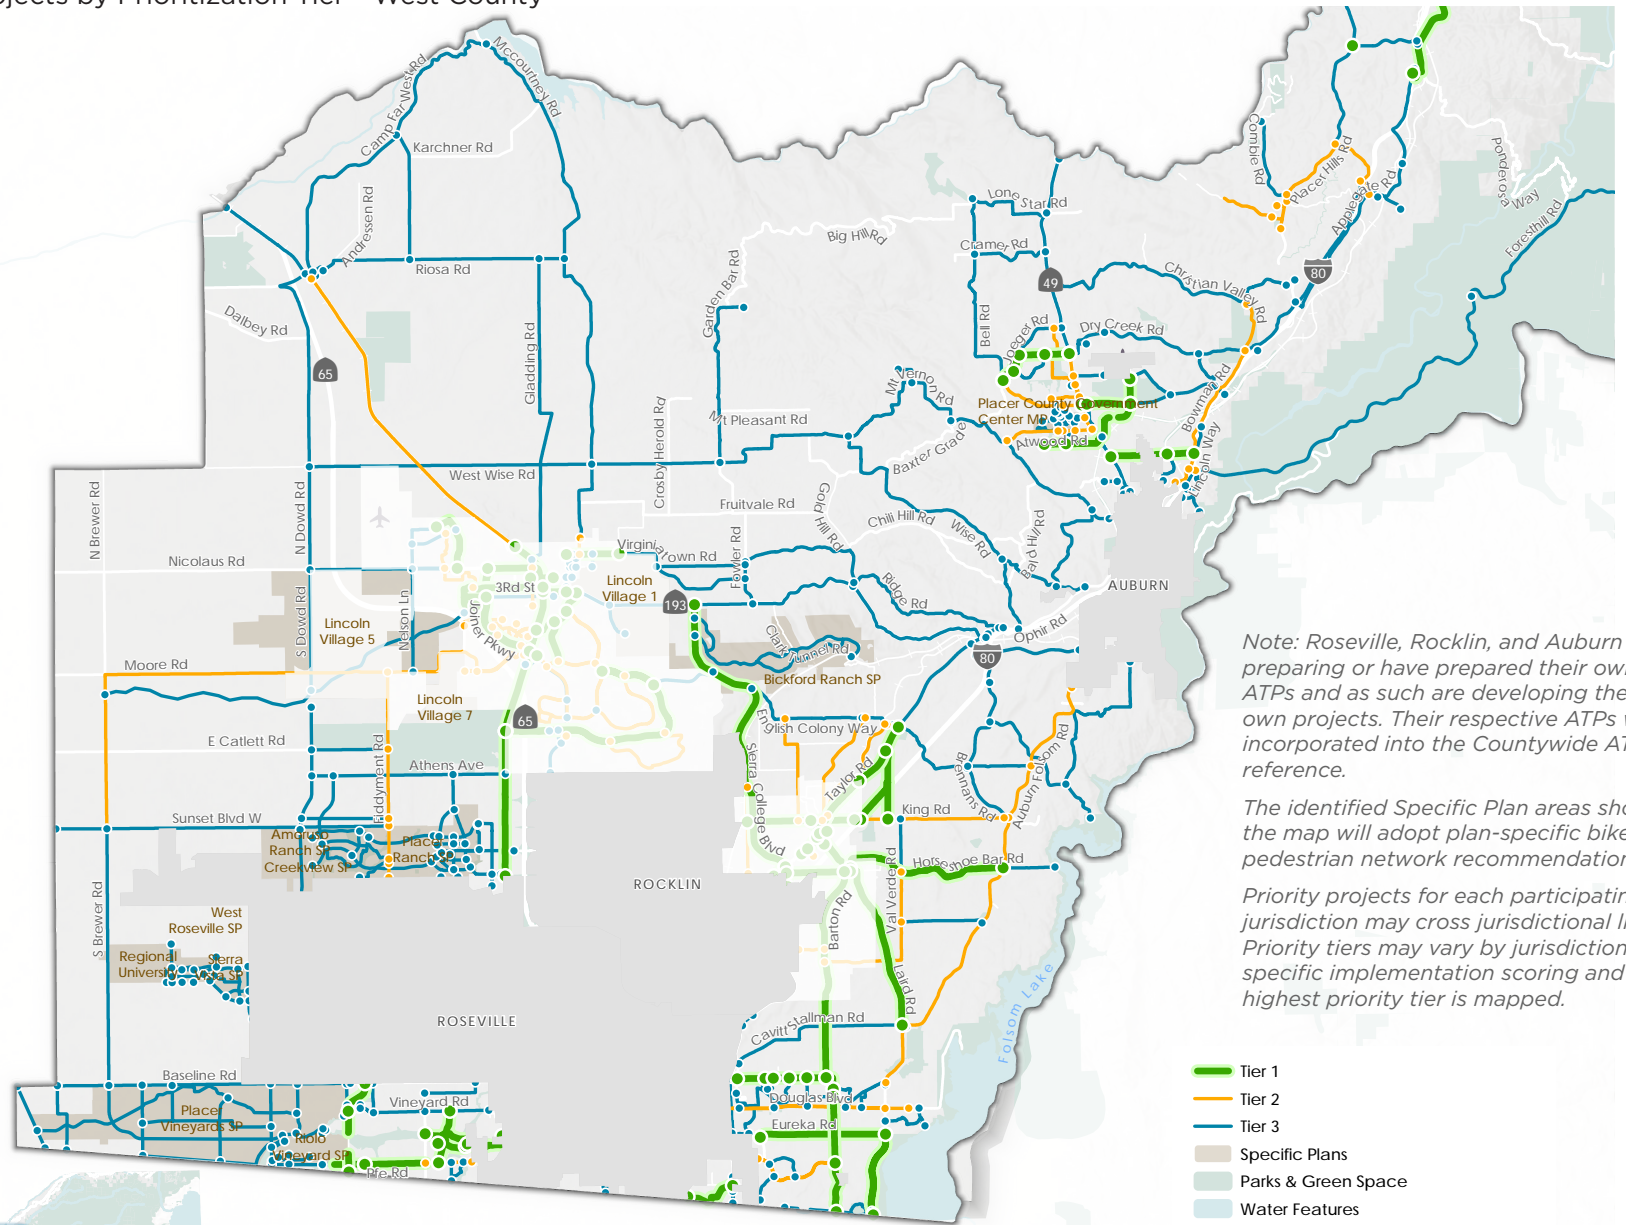 ojects by Prioritization Tier - West County
Mccourtney Rd
Camp Far West Rd
Karchner Rd
Andressen Rd
Riosa Rd
Dalbey Rd
65
Gladding Rd
Garden Bar Rd
Big Hill Rd
Lone Star Rd
Cramer Rd
49
Bell Rd
Joeger Rd
Dry Creek Rd
Christian Valley Rd
Combie Rd
Placer Hills Rd
Applegate Rd
Ponderosa Way
Foresthill Rd
80
Mt Vernon Rd
Mt Pleasant Rd
Crosby Herold Rd
Baxter Grade
Placer County Government
Center MP
Atwood Rd
Bowman Rd
Lincoln Way
West Wise Rd
N Brewer Rd
N Dowd Rd
Fruitvale Rd
Gold Hill Rd
Chili Hill Rd
Wise Rd
Bald Hill Rd
Nicolaus Rd
Virginiatown Rd
Fowler Rd
3Rd St
Lincoln
Village 1
193
Ridge Rd
AUBURN
S Dowd Rd
Lincoln
Village 5
Nelson Ln
Joiner Pkwy
Clark Tunnel Rd
Ophir Rd
80
Moore Rd
Bickford Ranch SP
Lincoln
Village 7
65
English Colony Way
E Catlett Rd
Fiddyment Rd
Athens Ave
Sierra College Blvd
Taylor Rd
Brennans Rd
Auburn Folsom Rd
Sunset Blvd W
King Rd
Amoruso
Ranch SP
Creekview SP
Placer
Ranch SP
Horseshoe Bar Rd
Val Verde Rd
ROCKLIN
Barton Rd
S Brewer Rd
West
Roseville SP
Regional
University
Sierra
Vista SP
Laird Rd
Folsom Lake
ROSEVILLE
Cavitt Stallman Rd
Baseline Rd
Placer
Vineyards SP
Vineyard Rd
Douglas Blvd
Eureka Rd
Riolo
Vineyard SP
Pfe Rd
Note: Roseville, Rocklin, and Auburn
preparing or have prepared their ow
ATPs and as such are developing the
own projects. Their respective ATPs
incorporated into the Countywide AT
reference.
The identified Specific Plan areas sho
the map will adopt plan-specific bike
pedestrian network recommendation
Priority projects for each participatin
jurisdiction may cross jurisdictional li
Priority tiers may vary by jurisdiction
specific implementation scoring and
highest priority tier is mapped.
Tier 1
Tier 2
Tier 3
Specific Plans
Parks & Green Space
Water Features